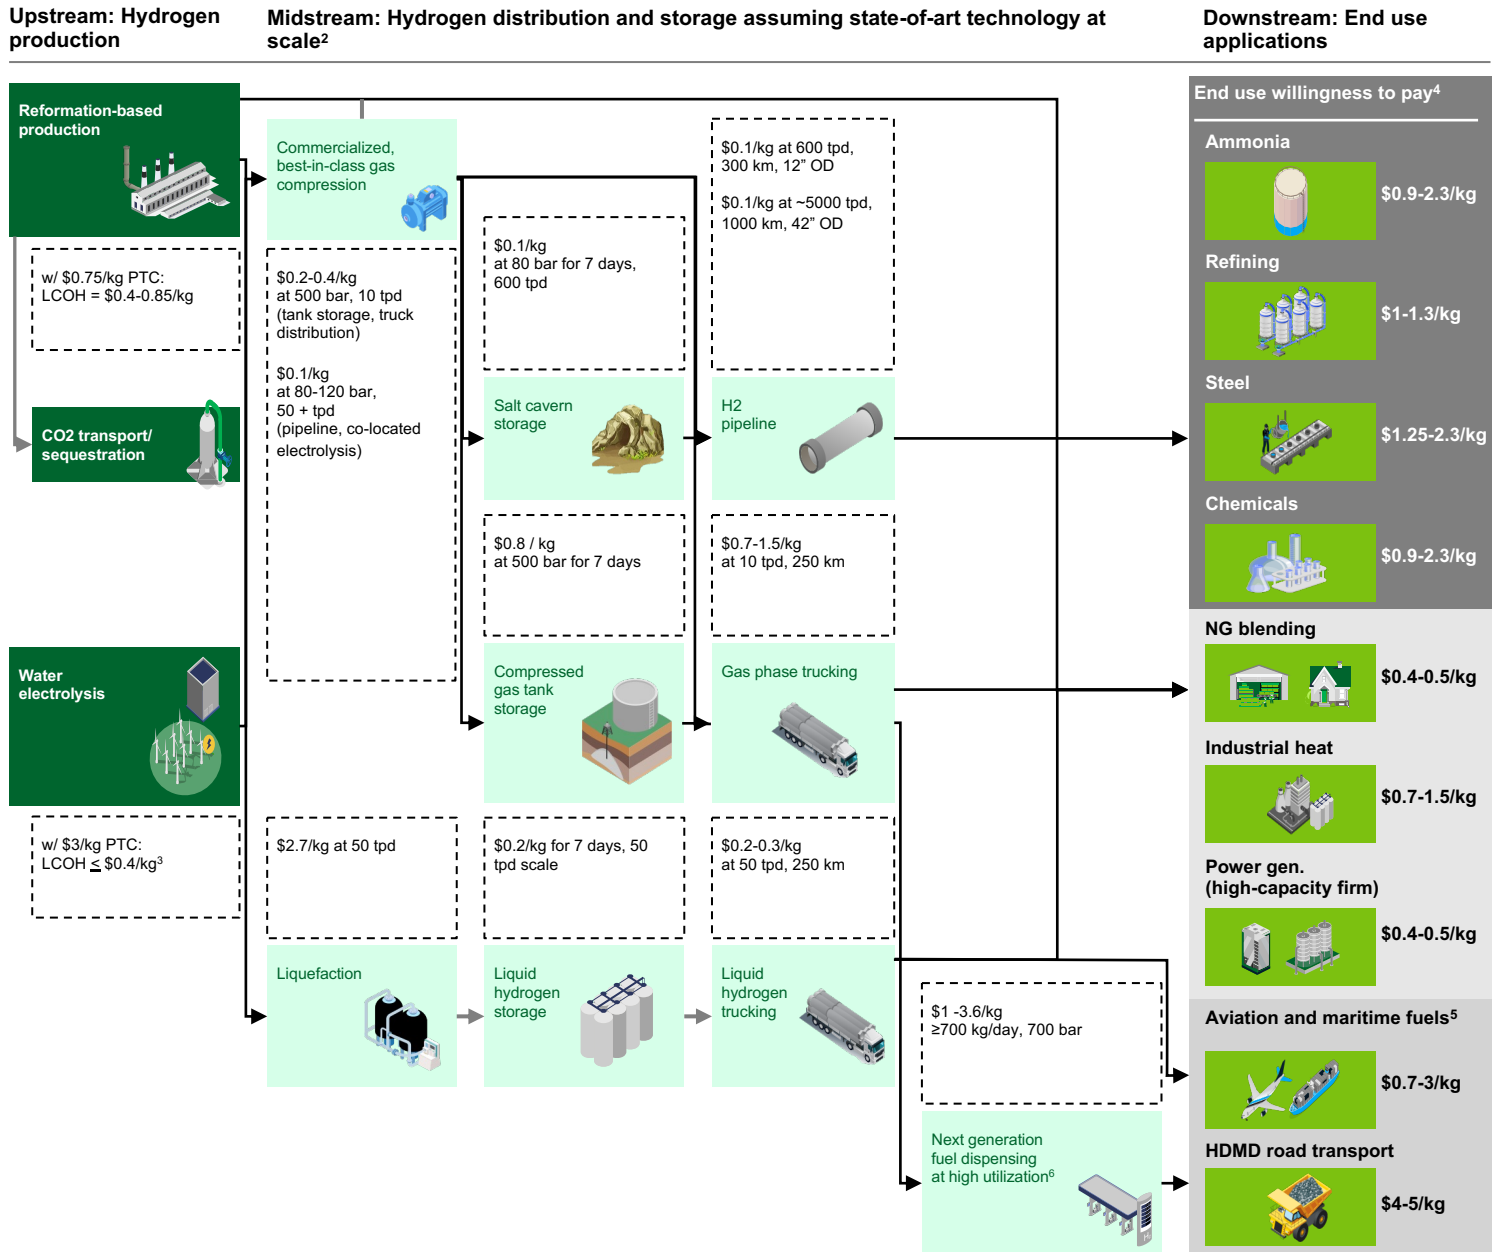 Upstream: Hydrogen
production
Midstream: Hydrogen distribution and storage assuming state-of-art technology at
scale²
Downstream: End use
applications
Reformation-based
production
w/ $0.75/kg PTC:
LCOH = $0.4-0.85/kg
CO2 transport/
sequestration
Water
electrolysis
w/ $3/kg PTC:
LCOH ≤ $0.4/kg³
Commercialized,
best-in-class gas
compression
$0.2-0.4/kg
at 500 bar, 10 tpd
(tank storage, truck
distribution)
$0.1/kg
at 80-120 bar,
50 + tpd
(pipeline, co-located
electrolysis)
$0.1/kg
at 80 bar for 7 days,
600 tpd
Salt cavern
storage
$0.1/kg at 600 tpd,
300 km, 12” OD
$0.1/kg at ~5000 tpd,
1000 km, 42” OD
H2
pipeline
$0.8 / kg
at 500 bar for 7 days
Compressed
gas tank
storage
$0.7-1.5/kg
at 10 tpd, 250 km
Gas phase trucking
$2.7/kg at 50 tpd
Liquefaction
$0.2/kg for 7 days, 50
tpd scale
Liquid
hydrogen
storage
$0.2-0.3/kg
at 50 tpd, 250 km
Liquid
hydrogen
trucking
$1 -3.6/kg
≥700 kg/day, 700 bar
Next generation
fuel dispensing
at high utilization⁶
End use willingness to pay⁴
Ammonia
$0.9-2.3/kg
Refining
$1-1.3/kg
Steel
$1.25-2.3/kg
Chemicals
$0.9-2.3/kg
NG blending
$0.4-0.5/kg
Industrial heat
$0.7-1.5/kg
Power gen.
(high-capacity firm)
$0.4-0.5/kg
Aviation and maritime fuels⁵
$0.7-3/kg
HDMD road transport
$4-5/kg